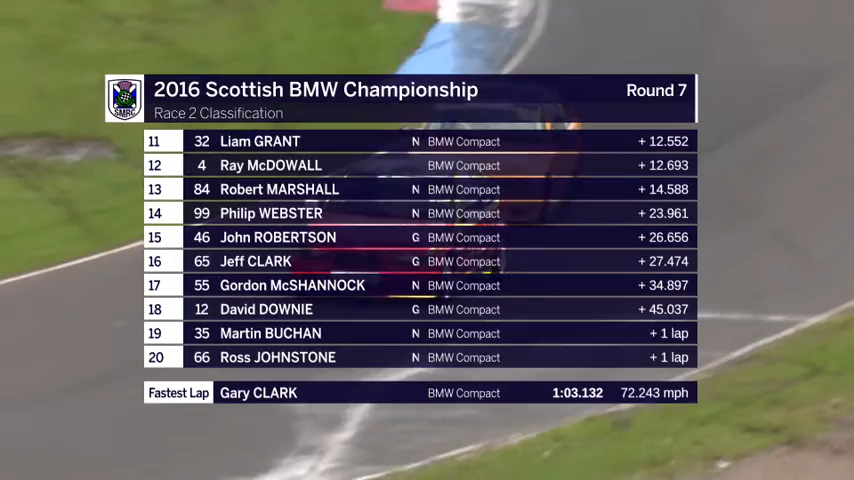 2016 Scottish BMW Championship Round 7
SMRC
Race 2 Classification
11 32 Liam GRANT N BMW Compact + 12.552
12 4 Ray McDOWALL BMW Compact + 12.693
13 84 Robert MARSHALL N BMW Compact + 14.588
14 99 Philip WEBSTER N BMW Compact + 23.961
15 46 John ROBERTSON G BMW Compact + 26.656
16 65 Jeff CLARK G BMW Compact + 27.474
17 55 Gordon McSHANNOCK N BMW Compact + 34.897
18 12 David DOWNIE G BMW Compact + 45.037
19 35 Martin BUCHAN N BMW Compact + 1 lap
20 66 Ross JOHNSTONE N BMW Compact + 1 lap
Fastest Lap Gary CLARK BMW Compact 1:03.132 72.243 mph